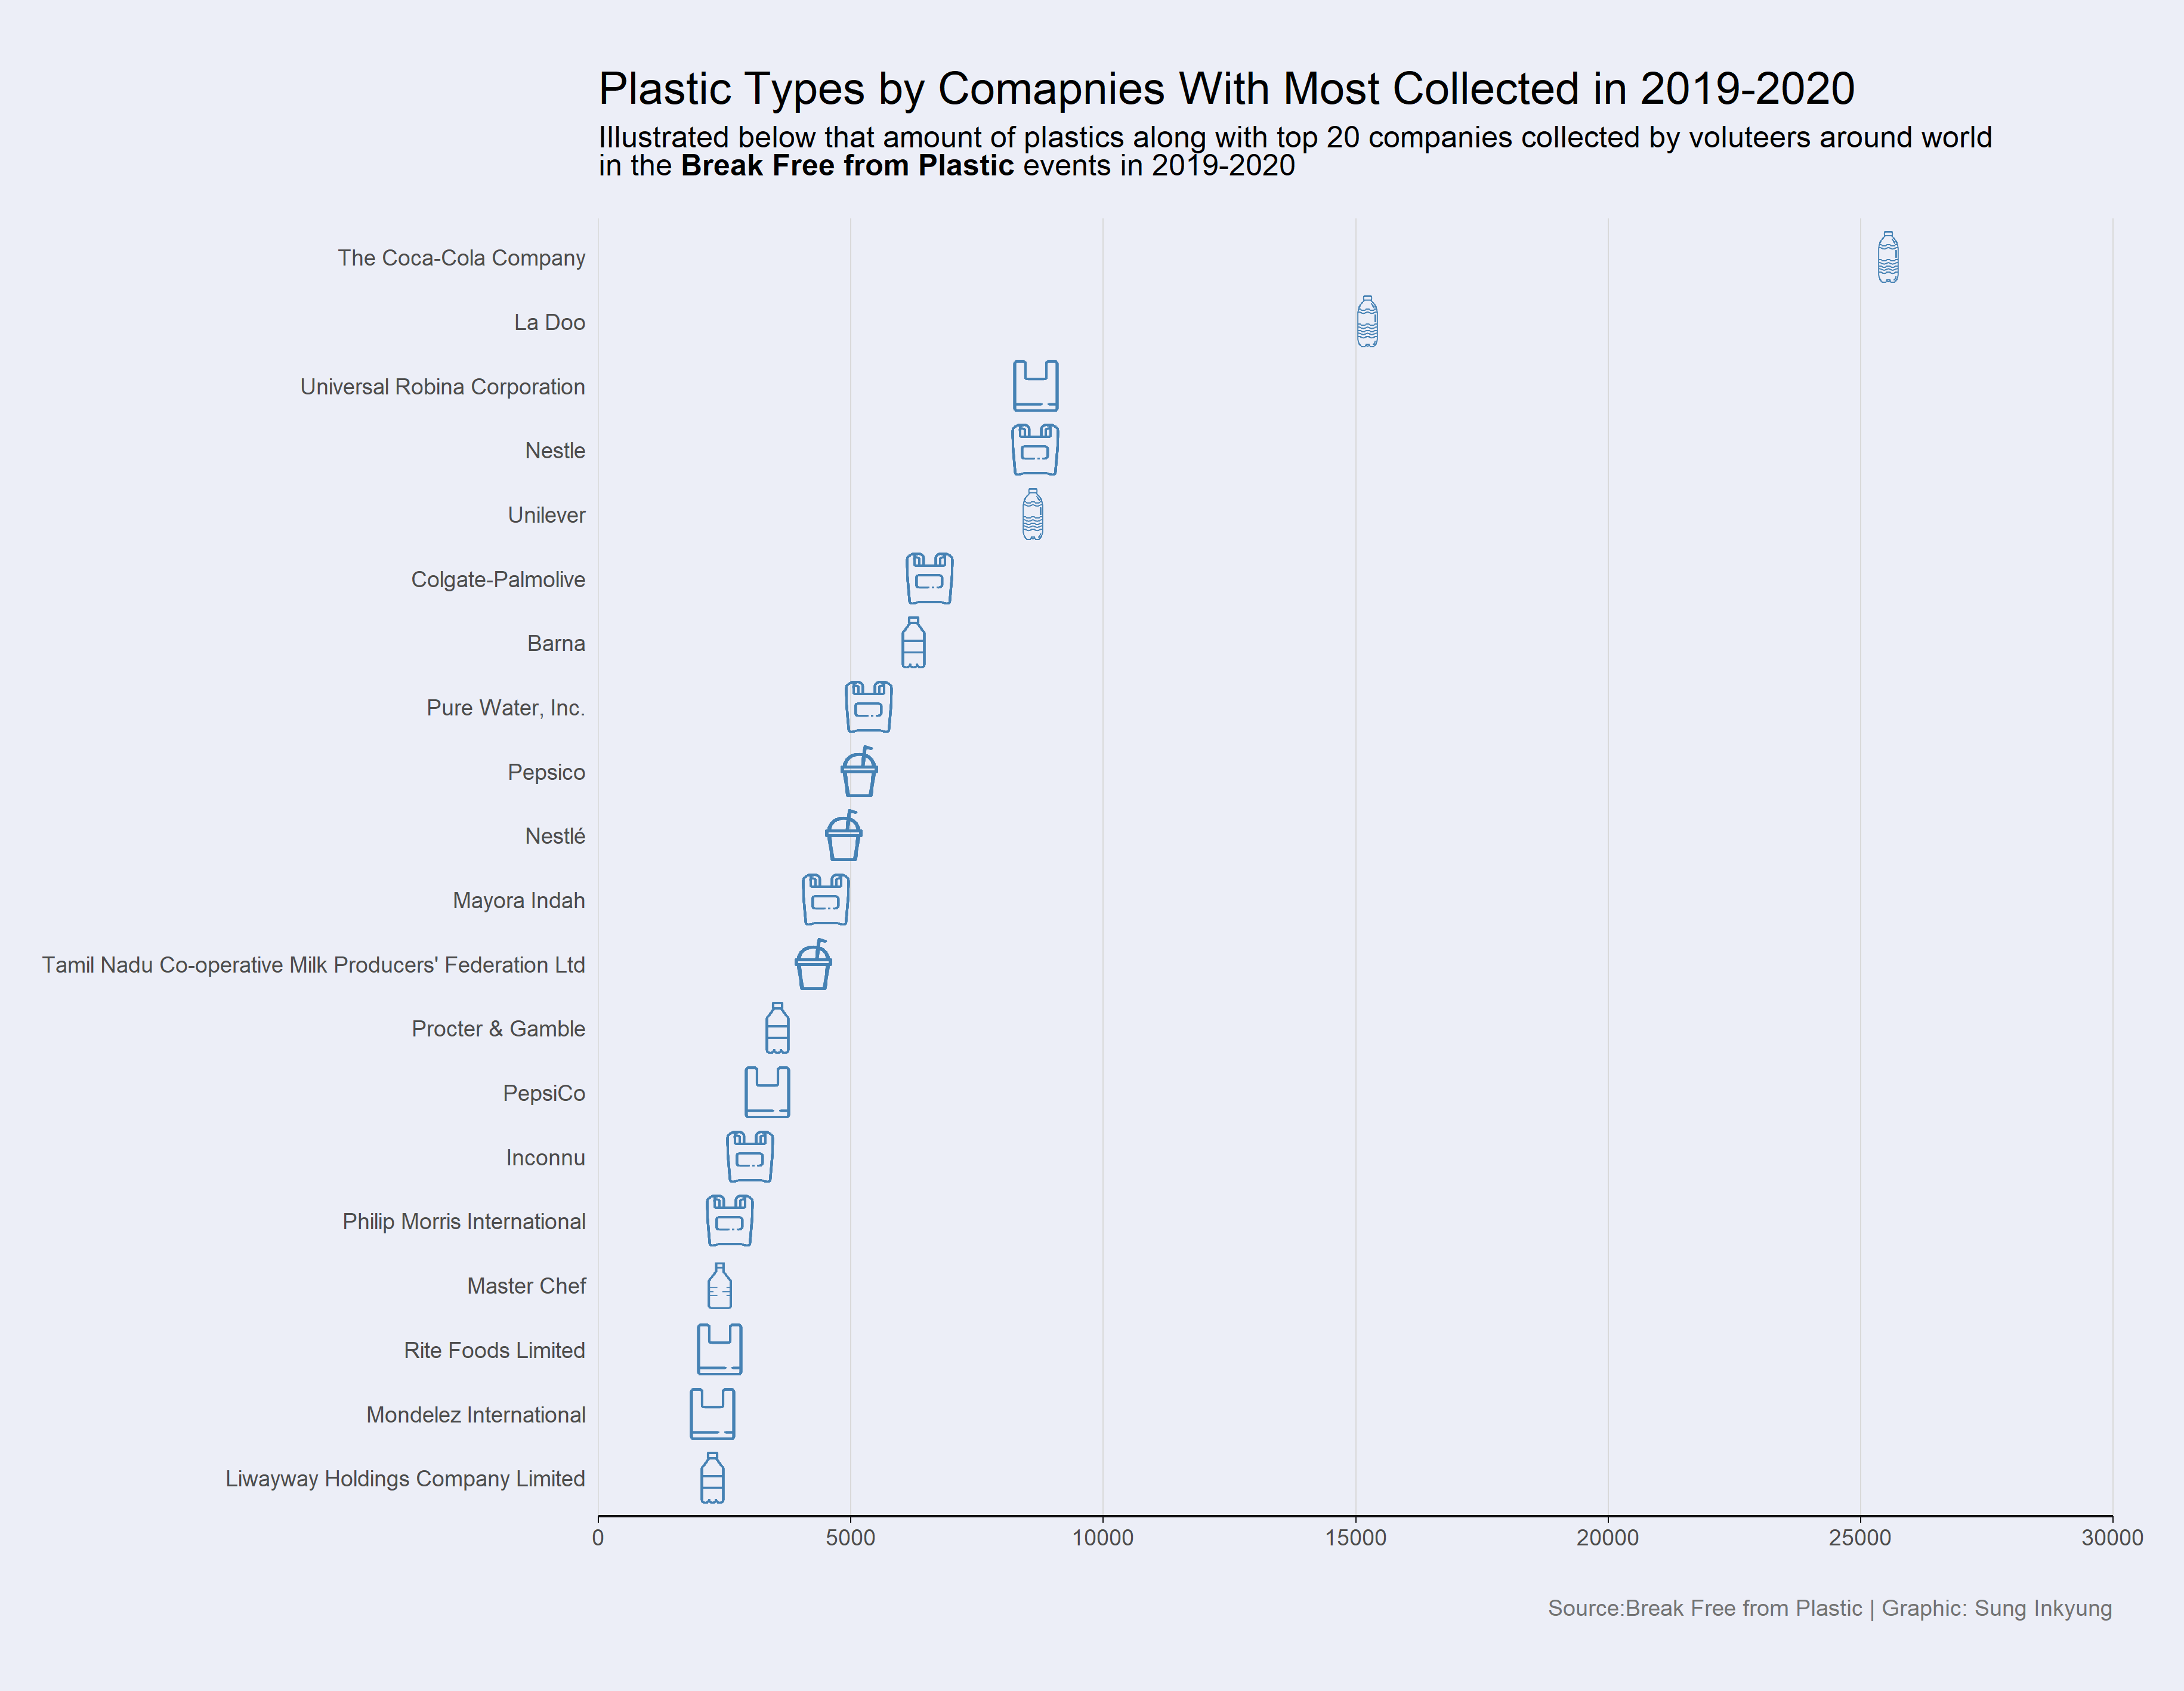 Plastic Types by Comapnies With Most Collected in 2019-2020
Illustrated below that amount of plastics along with top 20 companies collected by voluteers around world
in the Break Free from Plastic events in 2019-2020
The Coca-Cola Company
La Doo
Universal Robina Corporation
Nestle
Unilever
Colgate-Palmolive
Barna
Pure Water, Inc.
Pepsico
Nestlé
Mayora Indah
Tamil Nadu Co-operative Milk Producers' Federation Ltd
Procter & Gamble
PepsiCo
Inconnu
Philip Morris International
Master Chef
Rite Foods Limited
Mondelez International
Liwayway Holdings Company Limited
0 5000 10000 15000 20000 25000 30000
Source:Break Free from Plastic | Graphic: Sung Inkyung